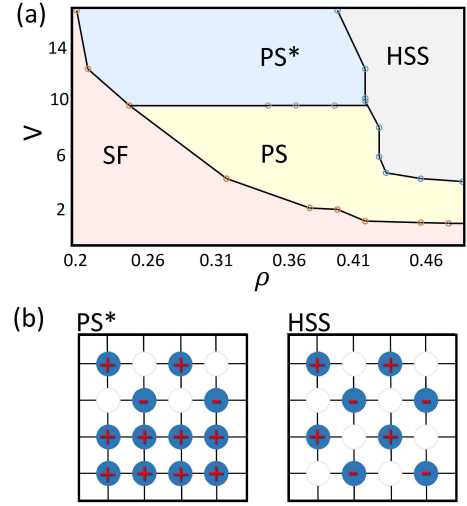 (a)
14
10
6
2
V
PS*
HSS
SF
PS
0.2 0.26 0.31 0.36 0.41 0.46
ρ
(b)
PS* HSS
+ + + +
- - - -
+ + + + + +
+ + + + - -